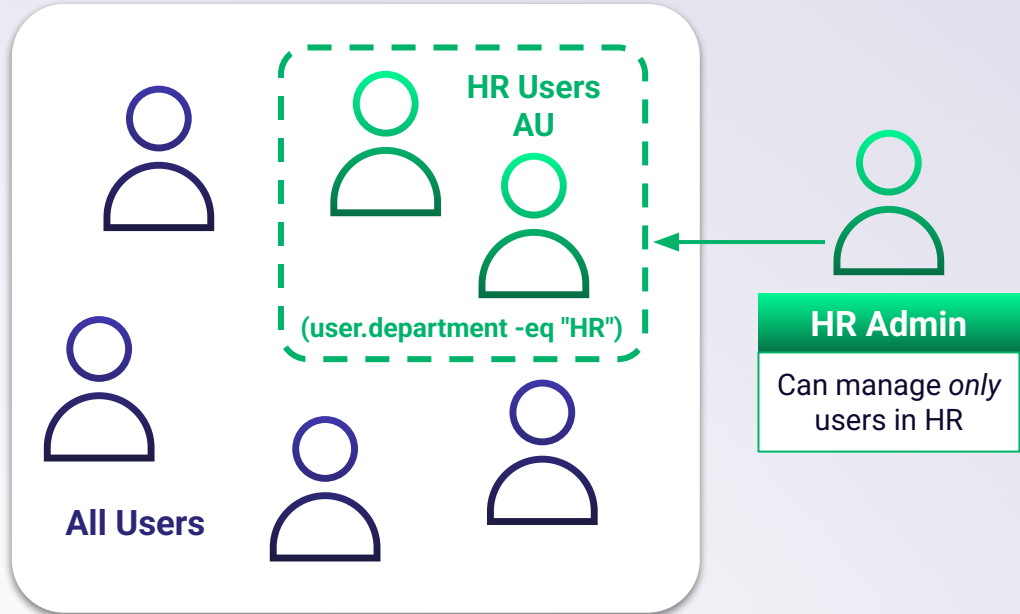 HR Users
AU
(user.department -eq "HR")
All Users
HR Admin
Can manage only
users in HR